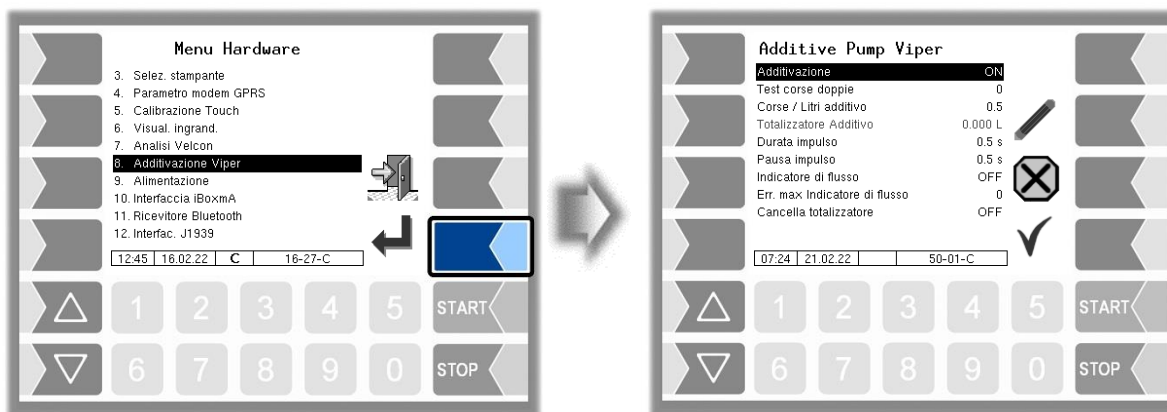 Menu Hardware
3. Selez. stampante
4. Parametro modem GPRS
5. Calibrazione Touch
6. Visual. ingrand.
7. Analisi Velcon
8. Additivazione Viper
9. Alimentazione
10. Interfaccia iBoxmA
11. Ricevitore Bluetooth
12. Interfac. J1939
12:45 16.02.22 C 16-27-C
1 2 3 4 5 START
6 7 8 9 0 STOP
Additive Pump Viper
Additivazione ON
Test corse doppie 0
Corse / Litri additivo 0.5
Totalizzatore Additivo 0.000 L
Durata impulso 0.5 s
Pausa impulso 0.5 s
Indicatore di flusso OFF
Err. max Indicatore di flusso 0
Cancella totalizzatore OFF
07:24 21.02.22 50-01-C
1 2 3 4 5 START
6 7 8 9 0 STOP